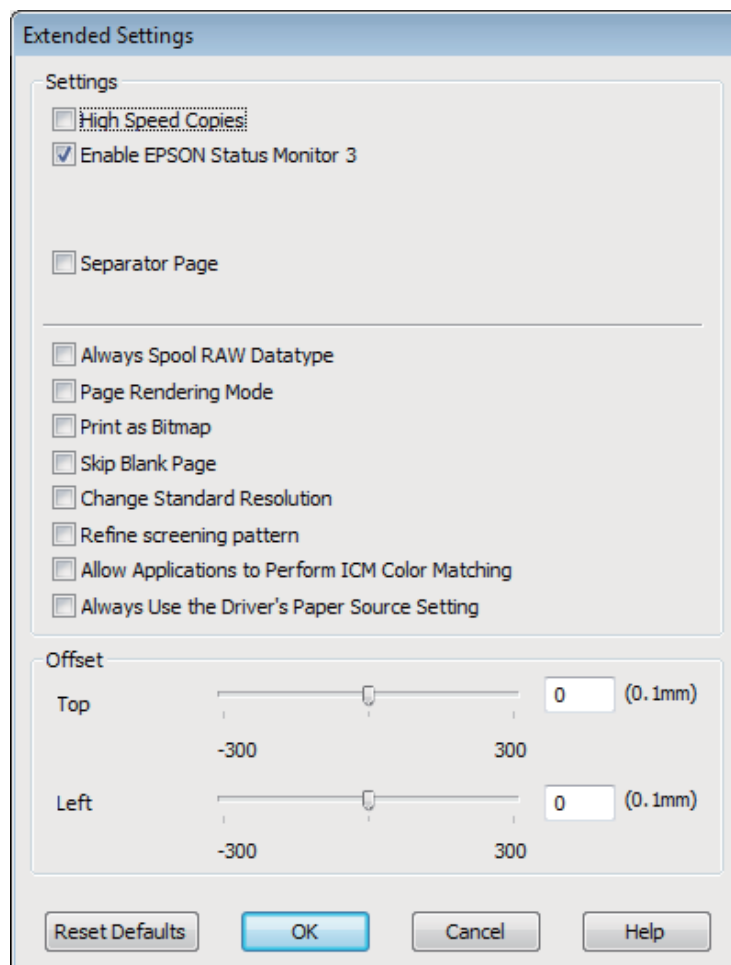 Extended Settings
Settings
High Speed Copies
Enable EPSON Status Monitor 3
Separator Page
Always Spool RAW Datatype
Page Rendering Mode
Print as Bitmap
Skip Blank Page
Change Standard Resolution
Refine screening pattern
Allow Applications to Perform ICM Color Matching
Always Use the Driver's Paper Source Setting
Offset
Top 0 (0.1mm)
-300 300
Left 0 (0.1mm)
-300 300
Reset Defaults OK Cancel Help